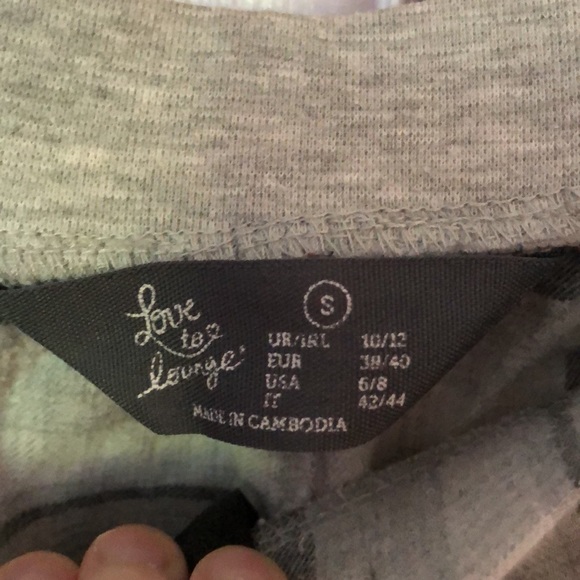 Love
to
lounge
S
UK/IRL 10/12
EUR 38/40
USA 6/8
IT 42/44
MADE IN CAMBODIA